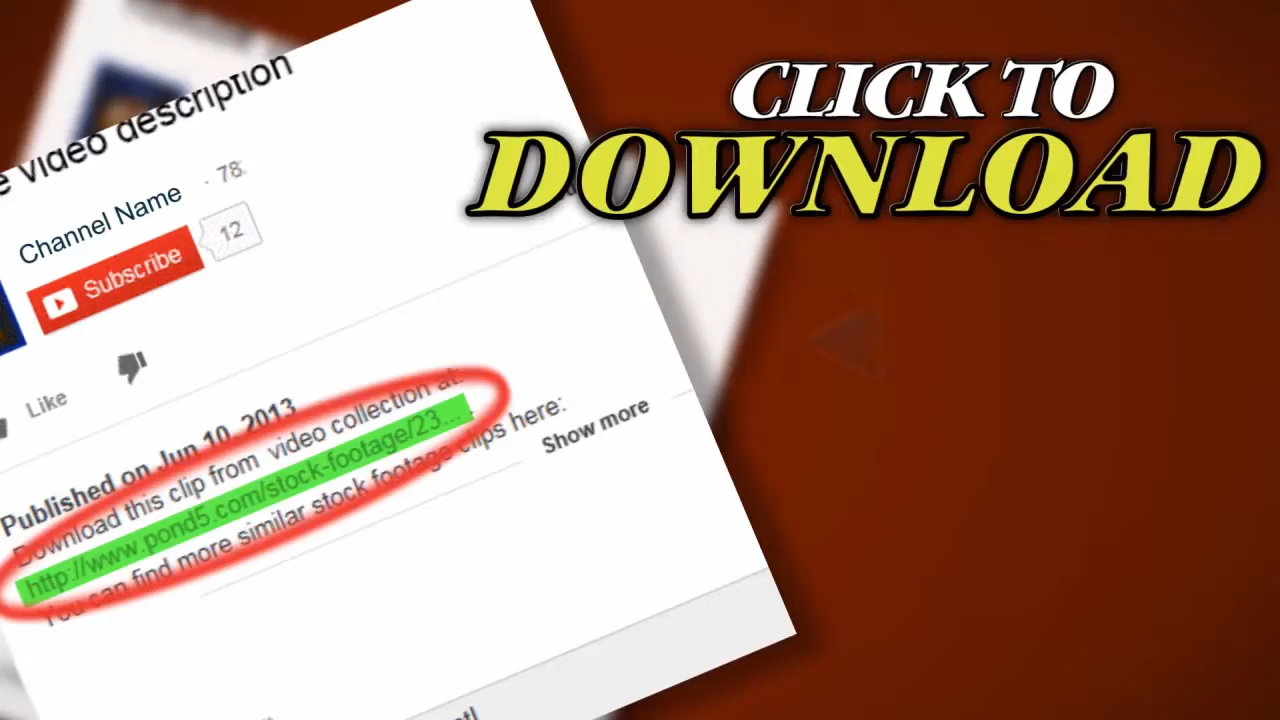 CLICK TO
DOWNLOAD
video description
Channel Name
78
Subscribe
12
Like
Published on Jun 10, 2013
Download this clip from video collection at:
http://www.pond5.com/stock-footage/23...
You can find more similar stock footage clips here:
Show more